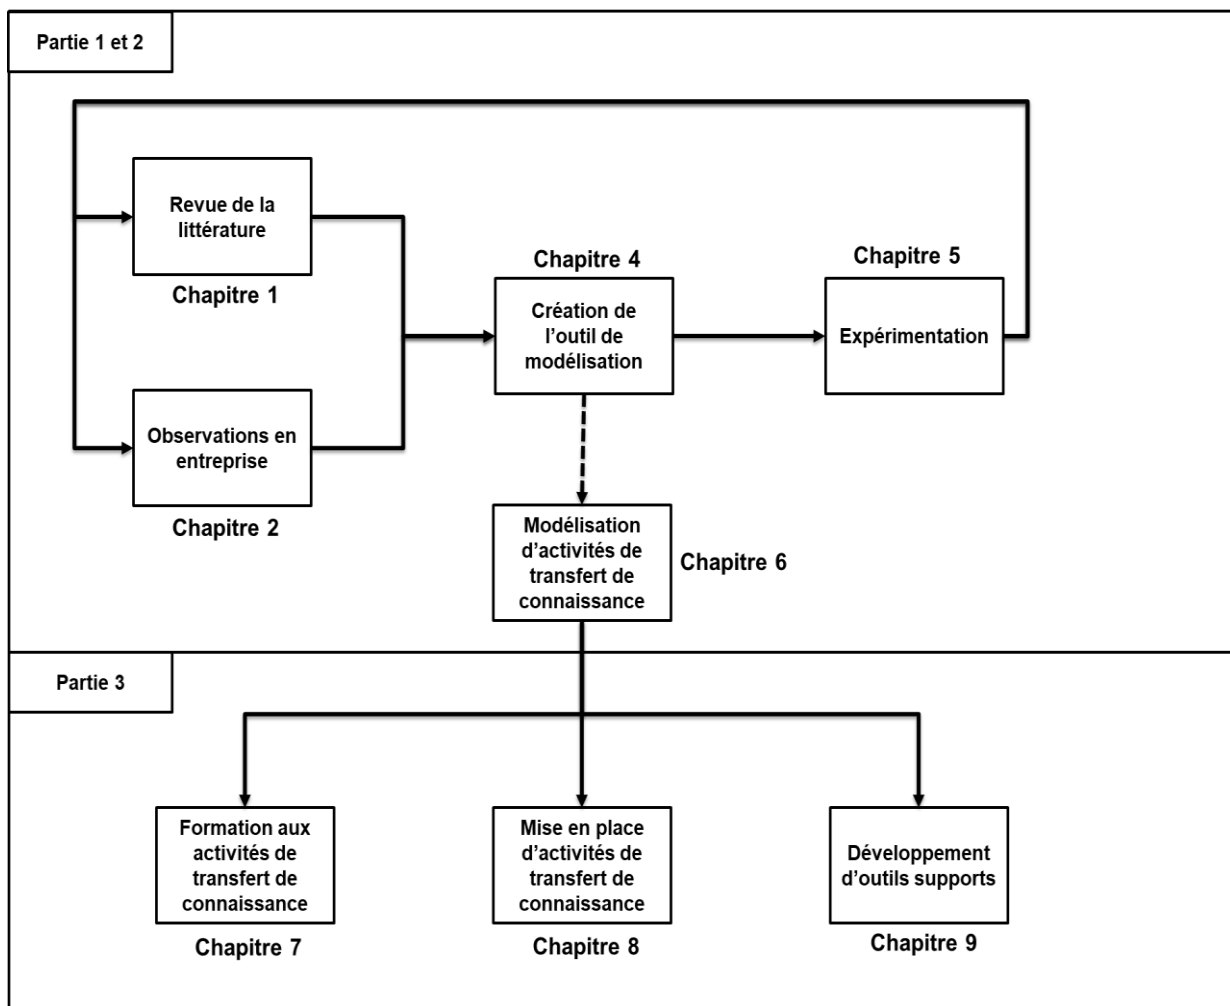 Partie 1 et 2
Revue de la
littérature
Chapitre 1
Observations en
entreprise
Chapitre 2
Chapitre 4
Création de
l’outil de
modélisation
Chapitre 5
Expérimentation
Modélisation
d’activités de
transfert de
connaissance
Chapitre 6
Partie 3
Formation aux
activités de
transfert de
connaissance
Chapitre 7
Mise en place
d’activités de
transfert de
connaissance
Chapitre 8
Développement
d’outils supports
Chapitre 9